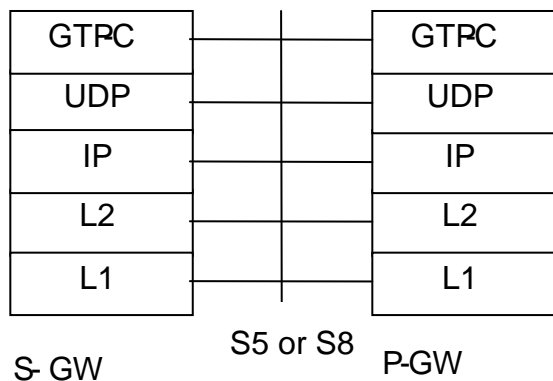 GTP-C GTP-C
UDP UDP
IP IP
L2 L2
L1 L1
S- GW S5 or S8 P-GW